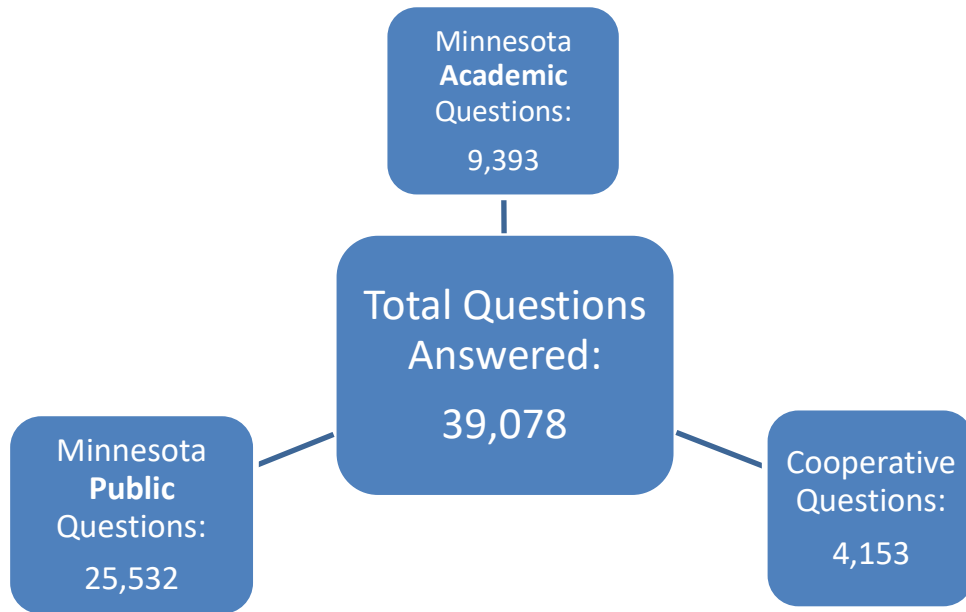 Minnesota
Academic
Questions:
9,393
Total Questions
Answered:
39,078
Minnesota
Public
Questions:
25,532
Cooperative
Questions:
4,153